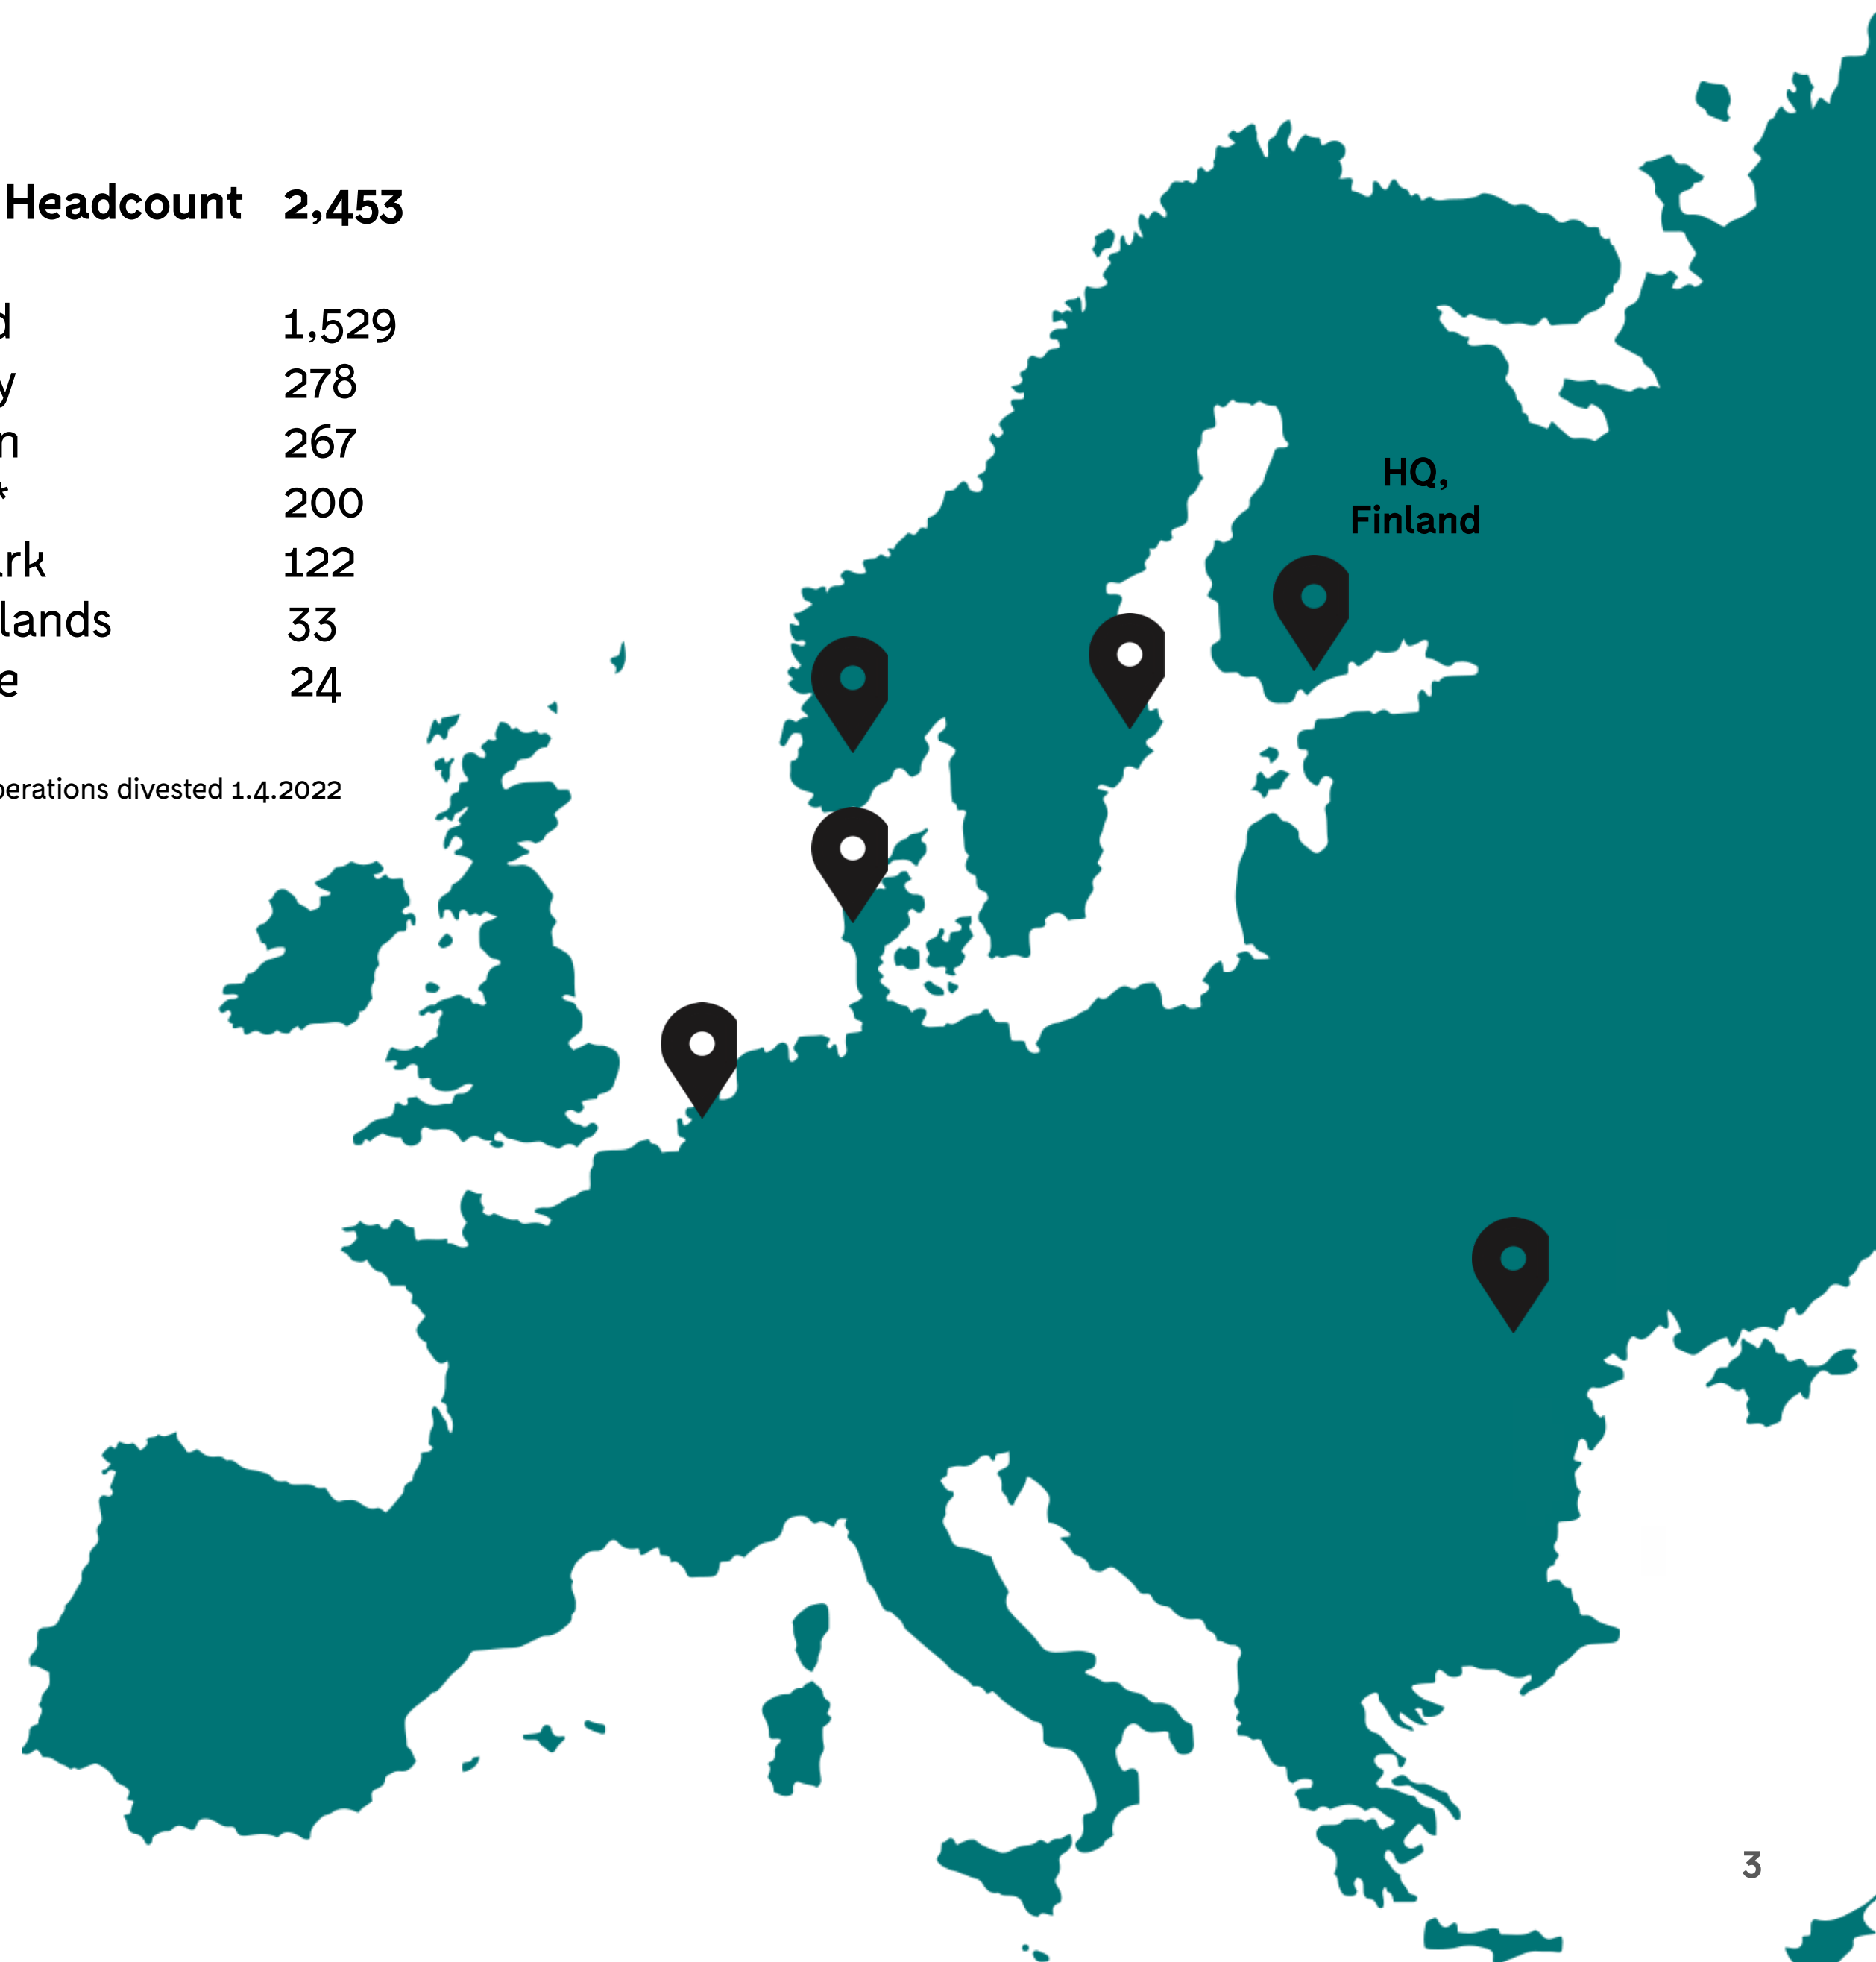 Headcount 2,453
d 1,529
y 278
n 267
* 200
rk 122
lands 33
e 24
perations divested 1.4.2022
HQ,
Finland
3